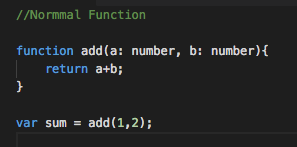 //Normmal Function
function add(a: number, b: number){
    return a+b;
}
var sum = add(1,2);